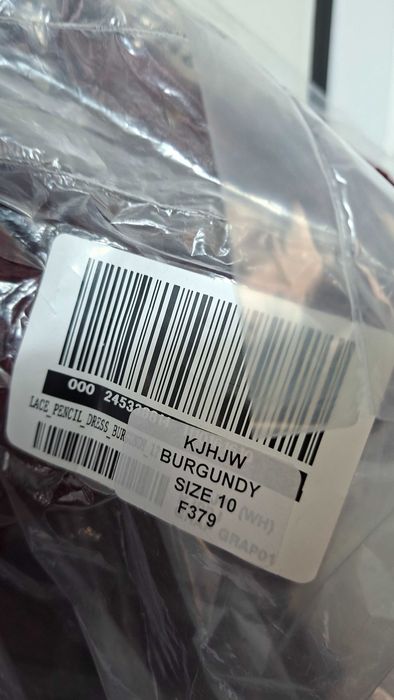 000 2453
LACE_PENCIL_DRESS_BUR
KJHJW
BURGUNDY
SIZE 10 (WH)
F379
GRAP01